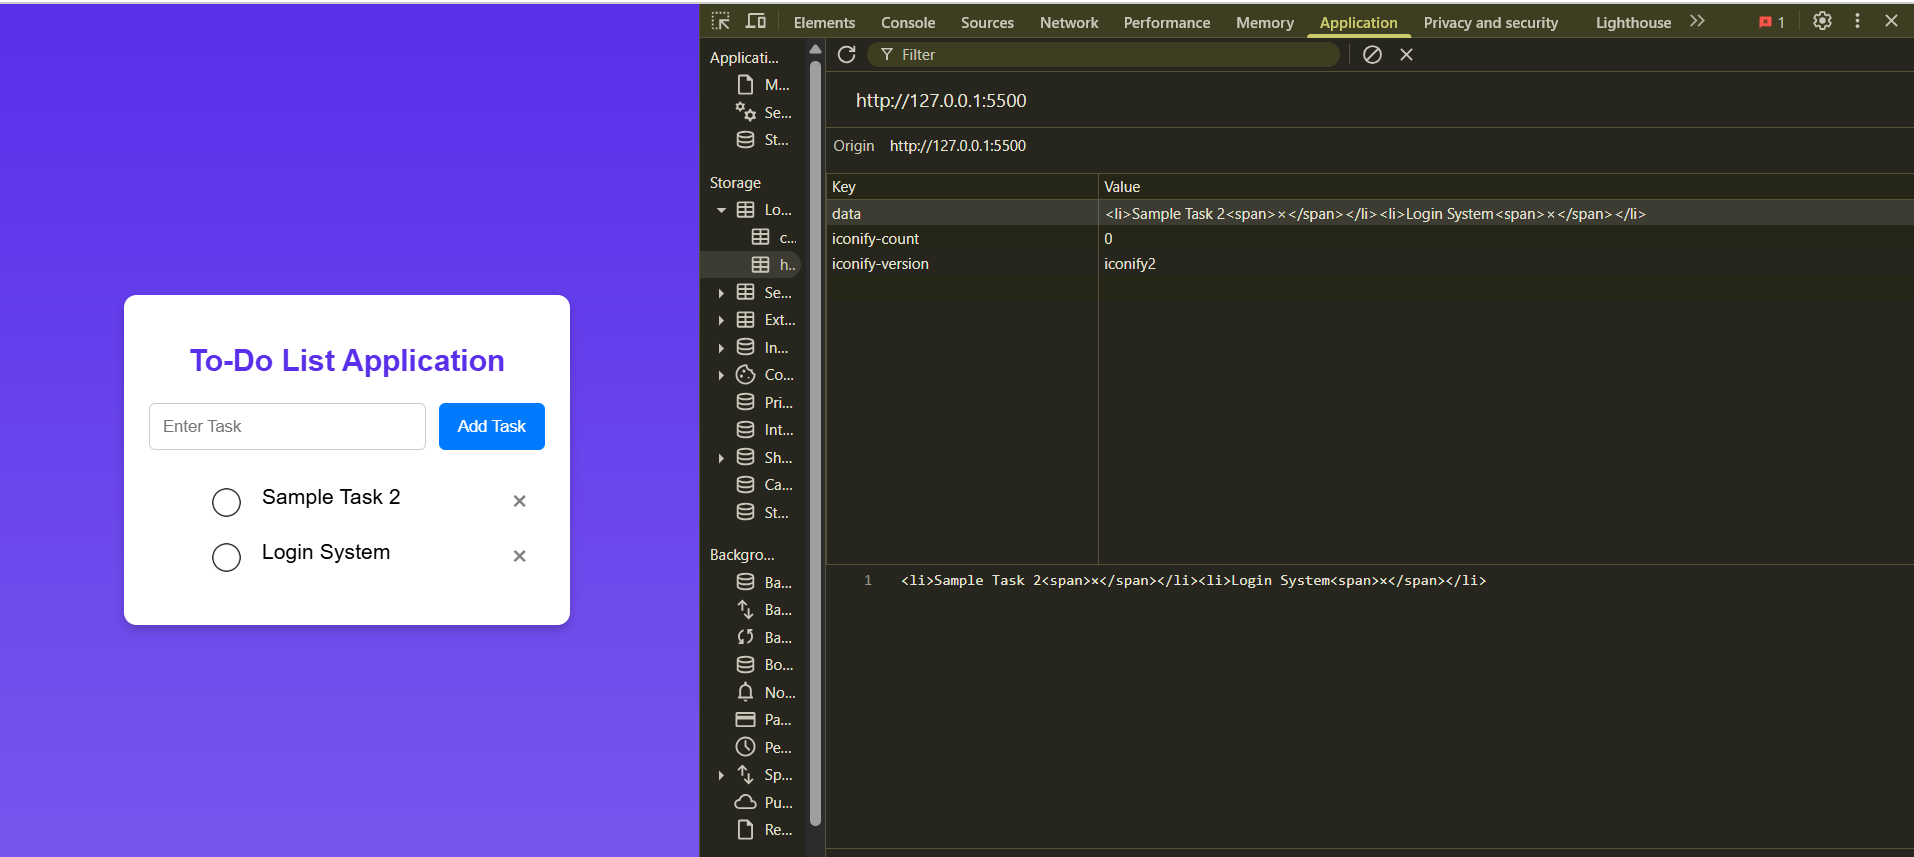 To-Do List Application
Enter Task
Add Task
Sample Task 2 ×
Login System ×
Elements Console Sources Network Performance Memory Application Privacy and security Lighthouse 1
Applicati...
M...
Se...
St...
Storage
Lo...
c...
h..
Se...
Ext...
In...
Co...
Pri...
Int...
Sh...
Ca...
St...
Backgro...
Ba...
Ba...
Ba...
Bo...
No...
Pa...
Pe...
Sp...
Pu...
Re...
Filter
http://127.0.0.1:5500
Origin http://127.0.0.1:5500
Key Value
data <li>Sample Task 2<span>×</span></li><li>Login System<span>×</span></li>
iconify-count 0
iconify-version iconify2
1 <li>Sample Task 2<span>×</span></li><li>Login System<span>×</span></li>